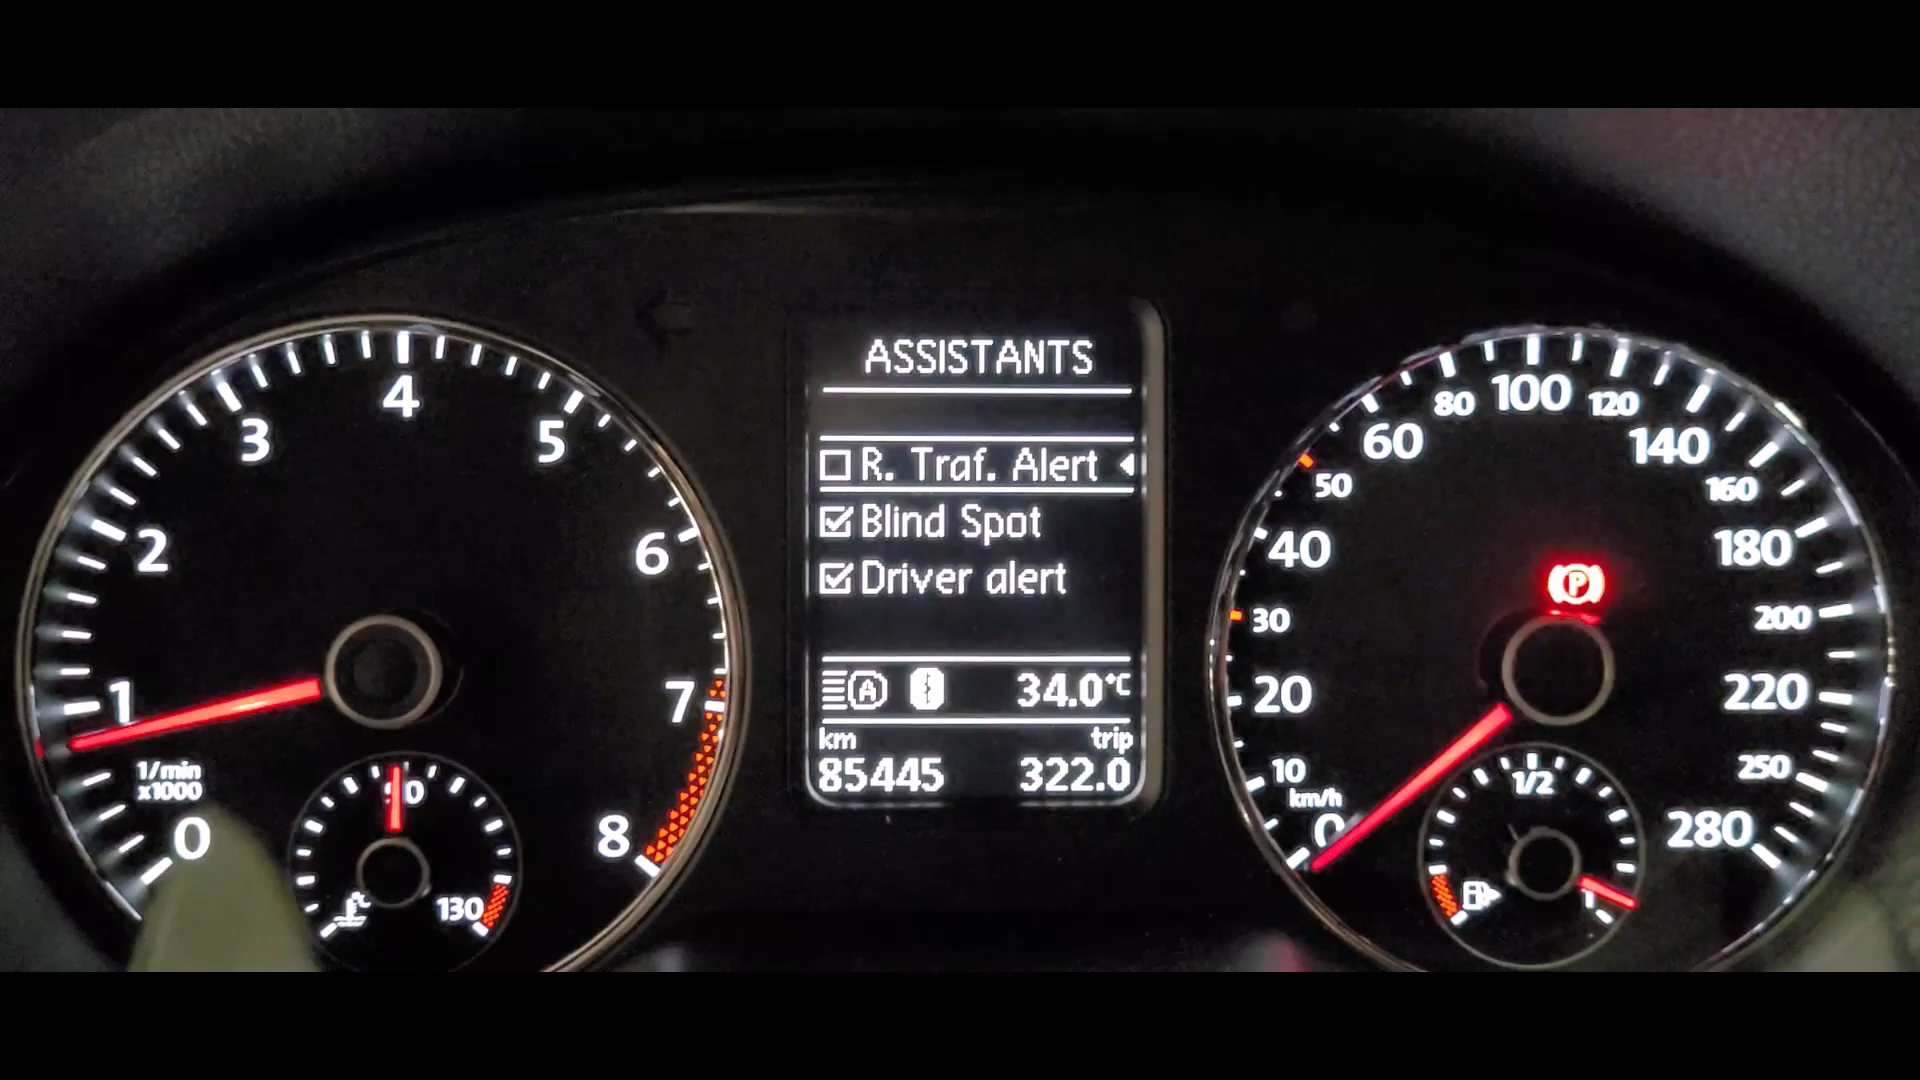 ASSISTANTS
R. Traf. Alert
Blind Spot
Driver alert
A
34.0°C
km trip
85445 322.0
0
1
2
3
4
5
6
7
8
1/min
x1000
90
130
°C
0
10
20
30
40
50
60
80
100
120
140
160
180
200
220
250
280
km/h
P
1/2
1